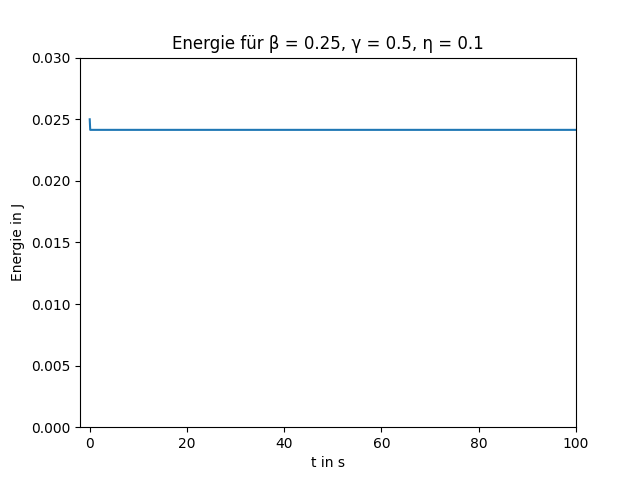 Energie für β = 0.25, γ = 0.5, η = 0.1
0.030
0.025
0.020
0.015
0.010
0.005
0.000
Energie in J
0 20 40 60 80 100
t in s